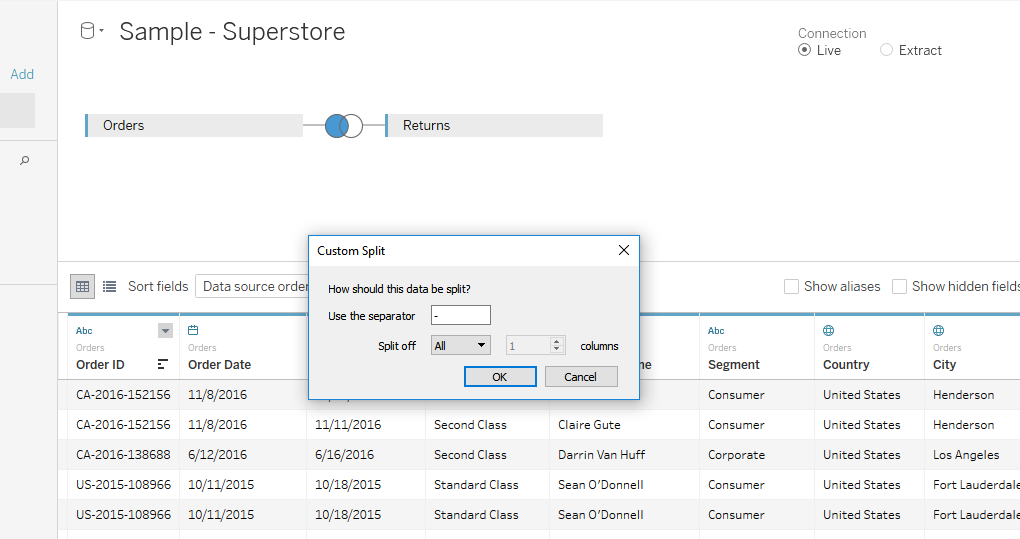 Sample - Superstore
Connection
Live Extract
Add
Orders Returns
Custom Split
How should this data be split?
Use the separator -
Split off All 1 columns
OK Cancel
Sort fields Data source order Show aliases Show hidden fields
Abc Abc
Orders Orders Orders Orders Orders
Order ID Order Date Segment Country City
CA-2016-152156 11/8/2016 Consumer United States Henderson
CA-2016-152156 11/8/2016 11/11/2016 Second Class Claire Gute Consumer United States Henderson
CA-2016-138688 6/12/2016 6/16/2016 Second Class Darrin Van Huff Corporate United States Los Angeles
US-2015-108966 10/11/2015 10/18/2015 Standard Class Sean O'Donnell Consumer United States Fort Lauderdale
US-2015-108966 10/11/2015 10/18/2015 Standard Class Sean O'Donnell Consumer United States Fort Lauderdale